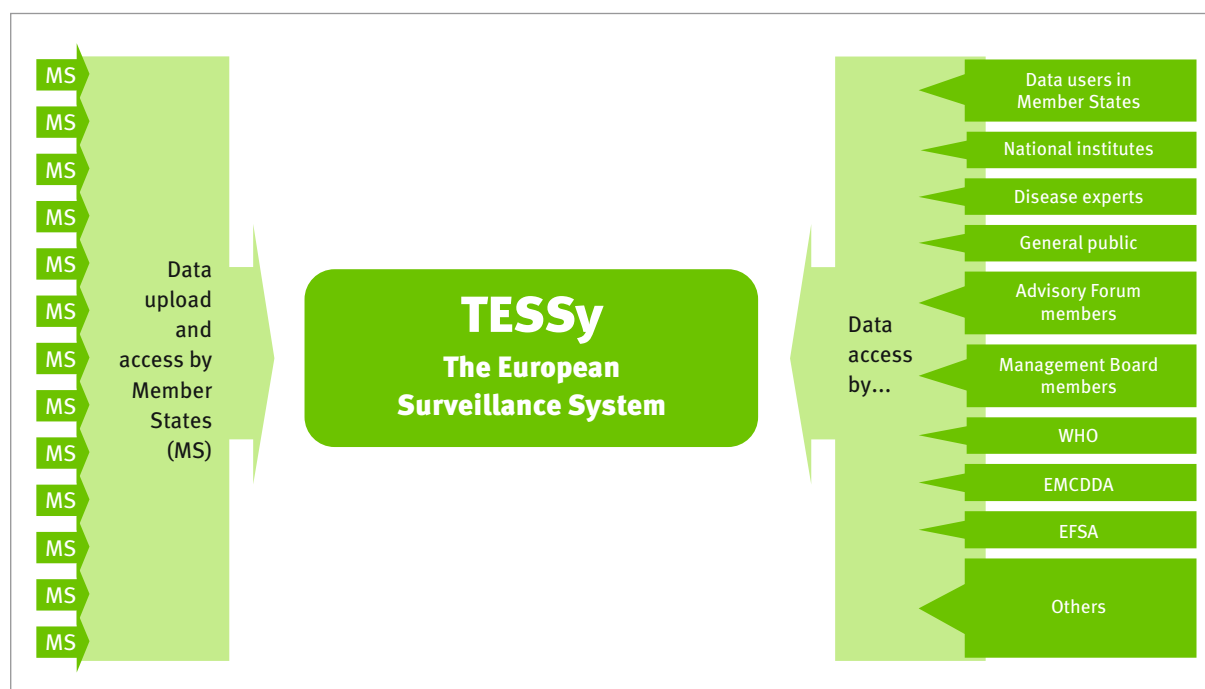 MS
MS
MS
MS
MS
MS
MS
MS
MS
MS
MS
MS
MS
Data
upload
and
access by
Member
States
(MS)
TESSy
The European
Surveillance System
Data
access
by...
Data users in
Member States
National institutes
Disease experts
General public
Advisory Forum
members
Management Board
members
WHO
EMCDDA
EFSA
Others